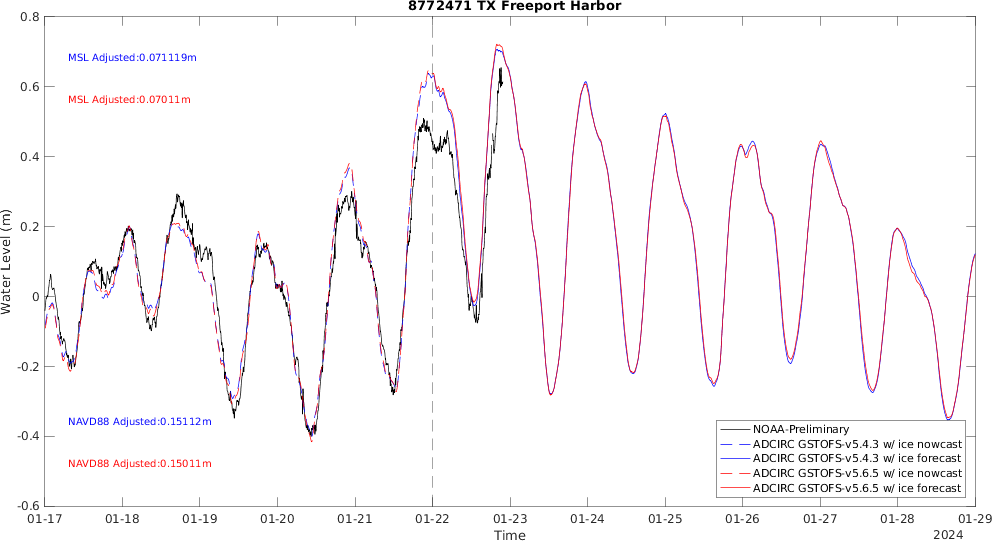 8772471 TX Freeport Harbor
MSL Adjusted:0.071119m
MSL Adjusted:0.07011m
NAVD88 Adjusted:0.15112m
NAVD88 Adjusted:0.15011m
Water Level (m)
0.8
0.6
0.4
0.2
0
-0.2
-0.4
-0.6
NOAA-Preliminary
ADCIRC GSTOFS-v5.4.3 w/ ice nowcast
ADCIRC GSTOFS-v5.4.3 w/ ice forecast
ADCIRC GSTOFS-v5.6.5 w/ ice nowcast
ADCIRC GSTOFS-v5.6.5 w/ ice forecast
01-17 01-18 01-19 01-20 01-21 01-22 01-23 01-24 01-25 01-26 01-27 01-28 01-29
Time
2024